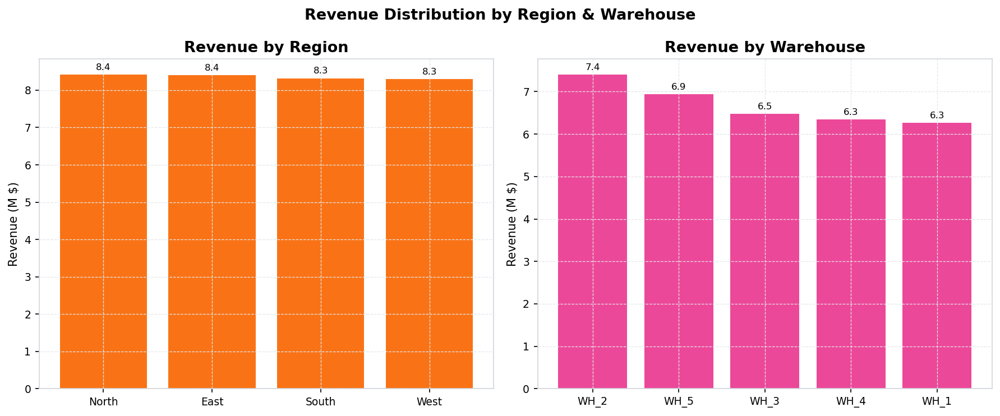 Revenue Distribution by Region & Warehouse
Revenue by Region
Revenue (M $)
8
7
6
5
4
3
2
1
0
8.4
8.4
8.3
8.3
North
East
South
West
Revenue by Warehouse
Revenue (M $)
7
6
5
4
3
2
1
0
7.4
6.9
6.5
6.3
6.3
WH_2
WH_5
WH_3
WH_4
WH_1